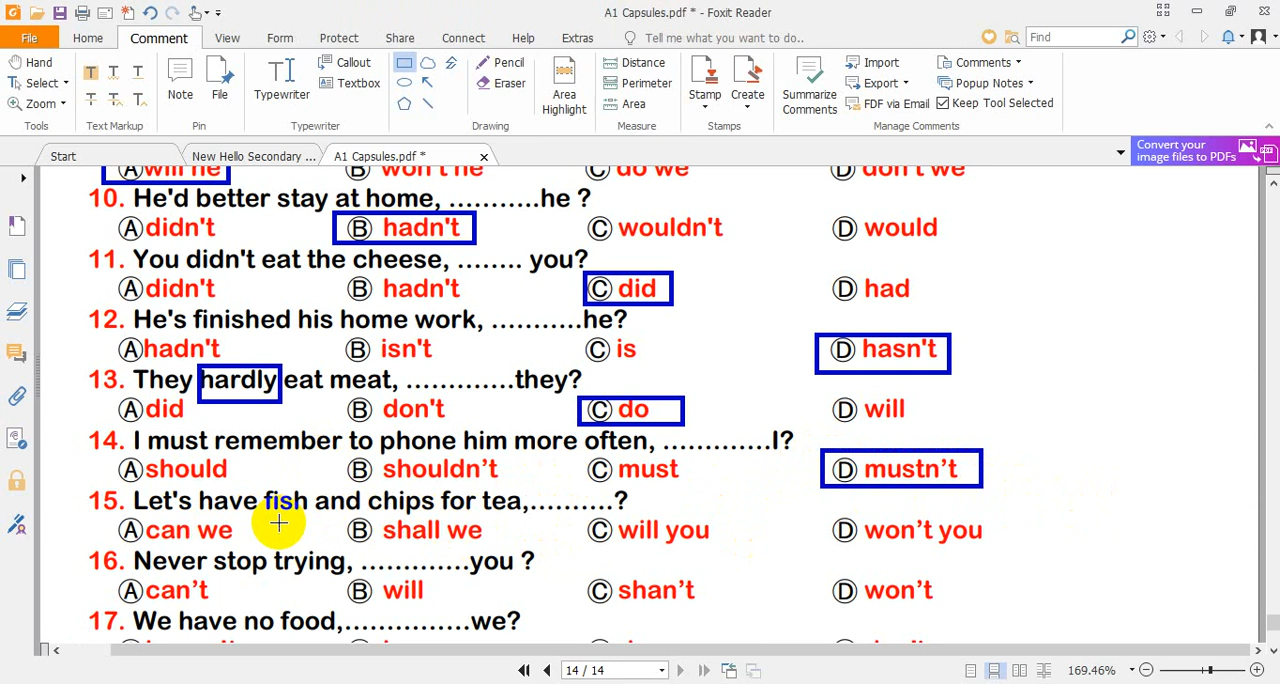 A1 Capsules.pdf * - Foxit Reader
File Home Comment View Form Protect Share Connect Help Extras Tell me what you want to do.. Find
Hand Select Zoom Tools
Text Markup
Note File Pin
Typewriter Callout Textbox Typewriter
Pencil Eraser Drawing
Area Highlight Distance Perimeter Area Measure
Stamp Create Stamps
Summarize Comments Import Export FDF via Email Comments Popup Notes Keep Tool Selected Manage Comments
Start New Hello Secondary ... A1 Capsules.pdf * Convert your image files to PDFs
A will he B won't he C do we D don't we
10. He'd better stay at home, ...........he ?
A didn't B hadn't C wouldn't D would
11. You didn't eat the cheese, ........ you?
A didn't B hadn't C did D had
12. He's finished his home work, ...........he?
A hadn't B isn't C is D hasn't
13. They hardly eat meat, .............they?
A did B don't C do D will
14. I must remember to phone him more often, .............I?
A should B shouldn’t C must D mustn’t
15. Let's have fish and chips for tea,..........?
A can we B shall we C will you D won’t you
16. Never stop trying, .............you ?
A can’t B will C shan’t D won’t
17. We have no food,...............we?
14 / 14 169.46%